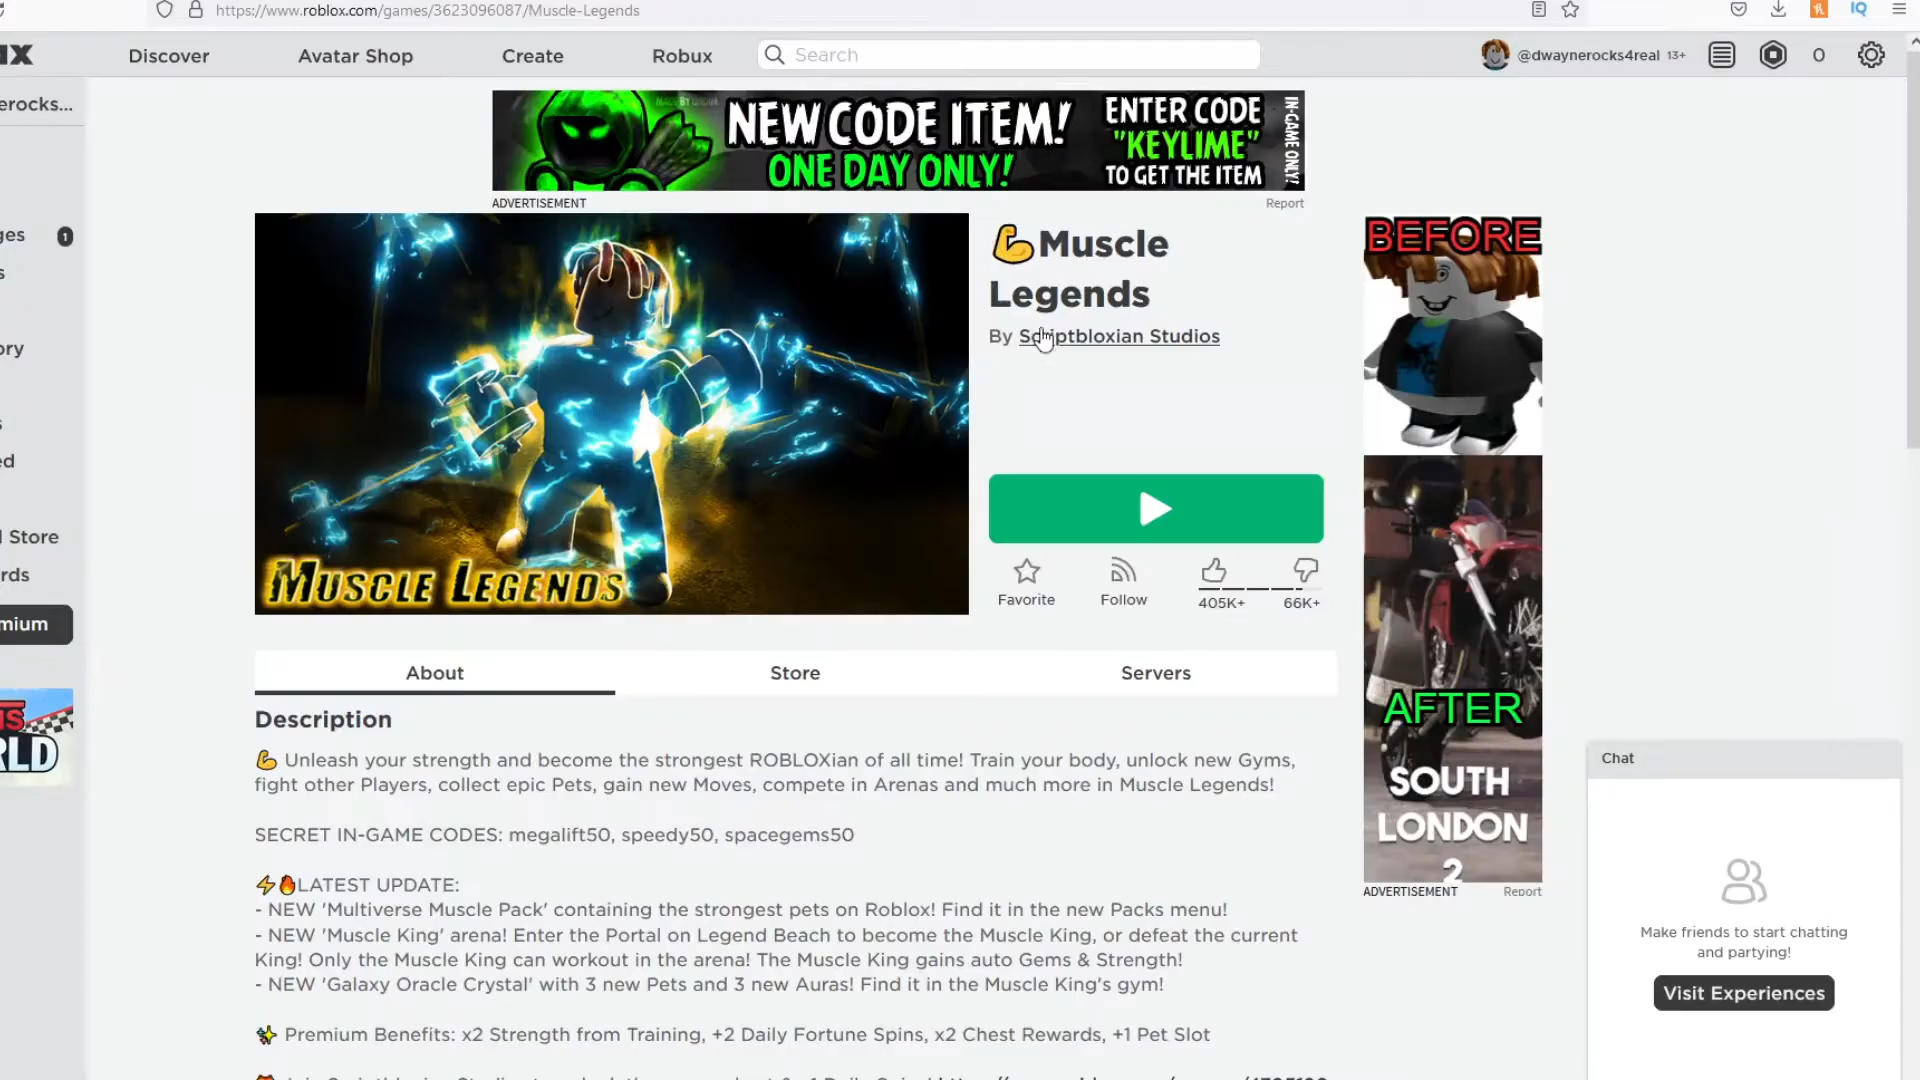 https://www.roblox.com/games/3623096087/Muscle-Legends
Discover
Avatar Shop
Create
Robux
Search
@dwaynerocks4real 13+
0
erocks...
ges
1
s
ory
s
ed
l Store
rds
mium
NEW CODE ITEM!
ONE DAY ONLY!
ENTER CODE
"KEYLIME"
TO GET THE ITEM
IN-GAME ONLY!
ADVERTISEMENT
Report
MUSCLE LEGENDS
💪Muscle
Legends
By Scriptbloxian Studios
Favorite
Follow
405K+
66K+
BEFORE
AFTER
SOUTH
LONDON
2
ADVERTISEMENT
Report
About
Store
Servers
Description
💪 Unleash your strength and become the strongest ROBLOXian of all time! Train your body, unlock new Gyms,
fight other Players, collect epic Pets, gain new Moves, compete in Arenas and much more in Muscle Legends!
SECRET IN-GAME CODES: megalift50, speedy50, spacegems50
⚡🔥LATEST UPDATE:
- NEW 'Multiverse Muscle Pack' containing the strongest pets on Roblox! Find it in the new Packs menu!
- NEW 'Muscle King' arena! Enter the Portal on Legend Beach to become the Muscle King, or defeat the current
King! Only the Muscle King can workout in the arena! The Muscle King gains auto Gems & Strength!
- NEW 'Galaxy Oracle Crystal' with 3 new Pets and 3 new Auras! Find it in the Muscle King's gym!
✨ Premium Benefits: x2 Strength from Training, +2 Daily Fortune Spins, x2 Chest Rewards, +1 Pet Slot
Chat
Make friends to start chatting
and partying!
Visit Experiences